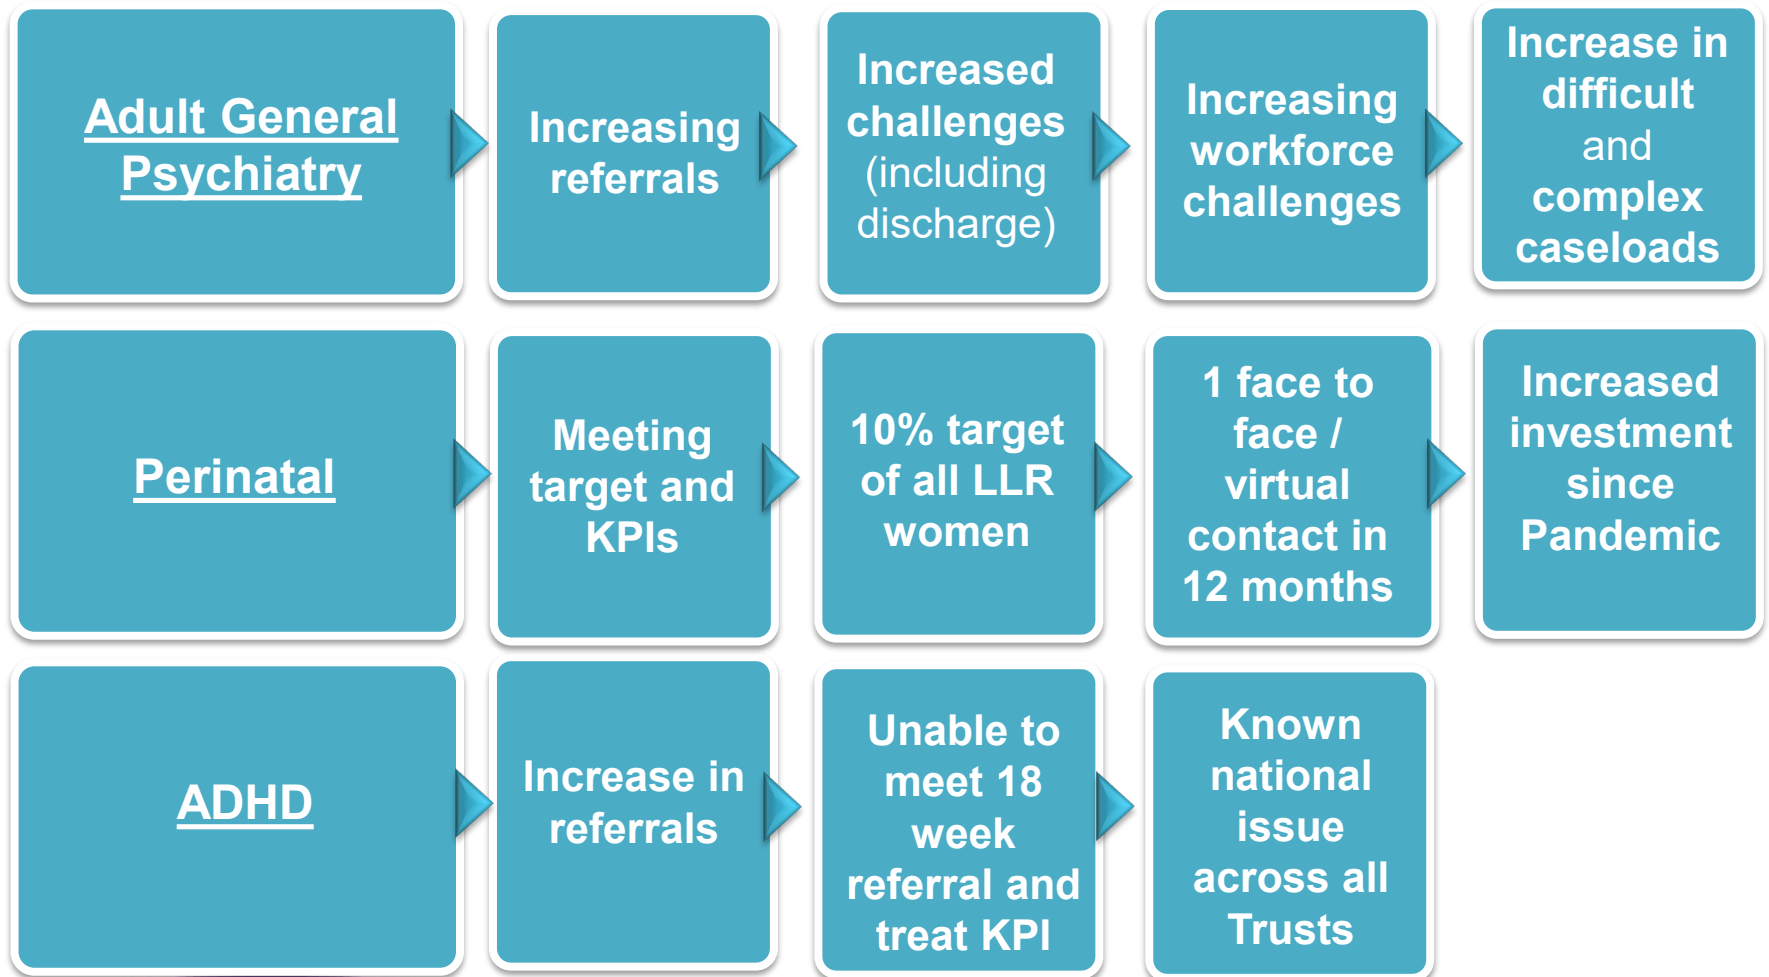 Adult General
Psychiatry
Increasing
referrals
Increased
challenges
(including
discharge)
Increasing
workforce
challenges
Increase in
difficult
and
complex
caseloads
Perinatal
Meeting
target and
KPIs
10% target
of all LLR
women
1 face to
face /
virtual
contact in
12 months
Increased
investment
since
Pandemic
ADHD
Increase in
referrals
Unable to
meet 18
week
referral and
treat KPI
Known
national
issue
across all
Trusts